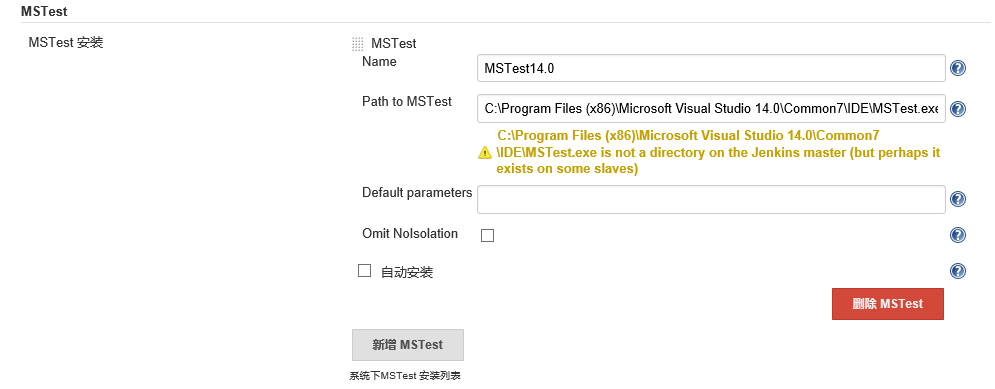 MSTest
MSTest 安装
MSTest
Name
MSTest14.0
Path to MSTest
C:\Program Files (x86)\Microsoft Visual Studio 14.0\Common7\IDE\MSTest.exe
C:\Program Files (x86)\Microsoft Visual Studio 14.0\Common7
\IDE\MSTest.exe is not a directory on the Jenkins master (but perhaps it
exists on some slaves)
Default parameters
Omit NoIsolation
自动安装
删除 MSTest
新增 MSTest
系统下MSTest 安装列表